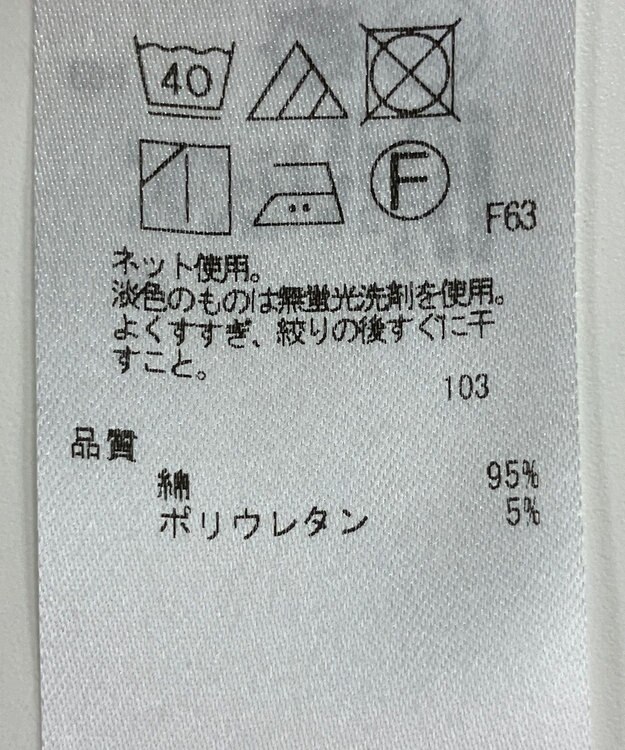 40
F
F63
ネット使用。
淡色のものは無蛍光洗剤を使用。
よくすすぎ、絞りの後すぐに干
すこと。
103
品質
綿 95%
ポリウレタン 5%